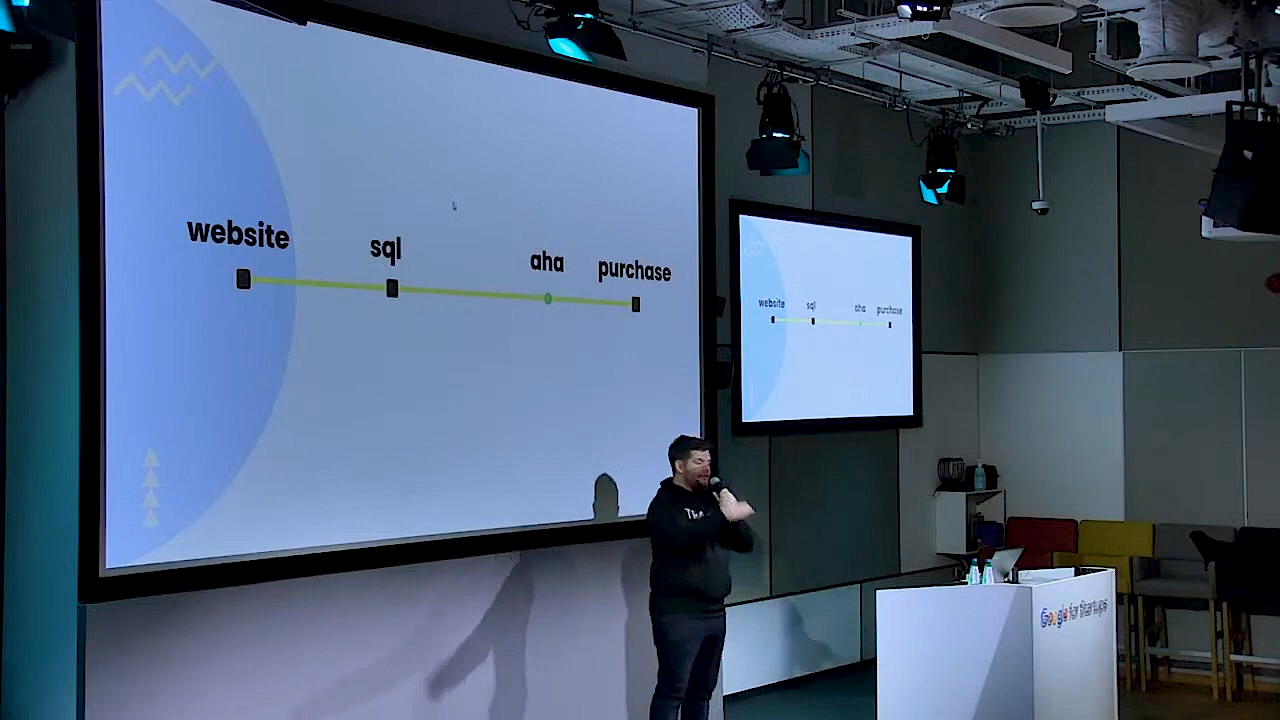 website
sql
aha
purchase
website
sql
aha
purchase
Google for Startups